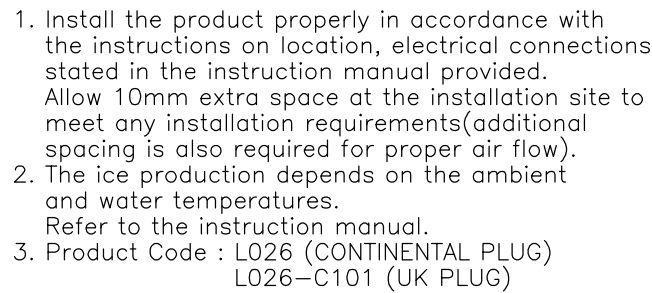 1. Install the product properly in accordance with
the instructions on location, electrical connections
stated in the instruction manual provided.
Allow 10mm extra space at the installation site to
meet any installation requirements(additional
spacing is also required for proper air flow).
2. The ice production depends on the ambient
and water temperatures.
Refer to the instruction manual.
3. Product Code : L026 (CONTINENTAL PLUG)
L026-C101 (UK PLUG)